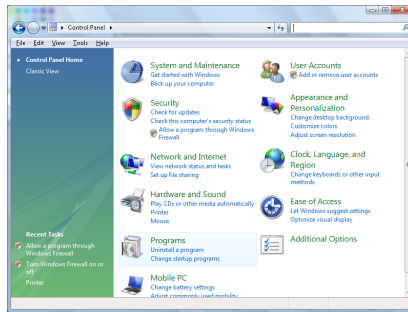 Control Panel
File Edit View Tools Help
Control Panel Home
Classic View
System and Maintenance
Get started with Windows
Back up your computer
Security
Check for updates
Check this computer's security status
Allow a program through Windows
Firewall
Network and Internet
View network status and tasks
Set up file sharing
Hardware and Sound
Play CDs or other media automatically
Printer
Mouse
Programs
Uninstall a program
Change startup programs
Mobile PC
Change battery settings
Adjust commonly used mobility
User Accounts
Add or remove user accounts
Appearance and
Personalization
Change desktop background
Customize colors
Adjust screen resolution
Clock, Language, and
Region
Change keyboards or other input
methods
Ease of Access
Let Windows suggest settings
Optimize visual display
Additional Options
Recent Tasks
Allow a program through
Windows Firewall
Turn Windows Firewall on or
off
Printer